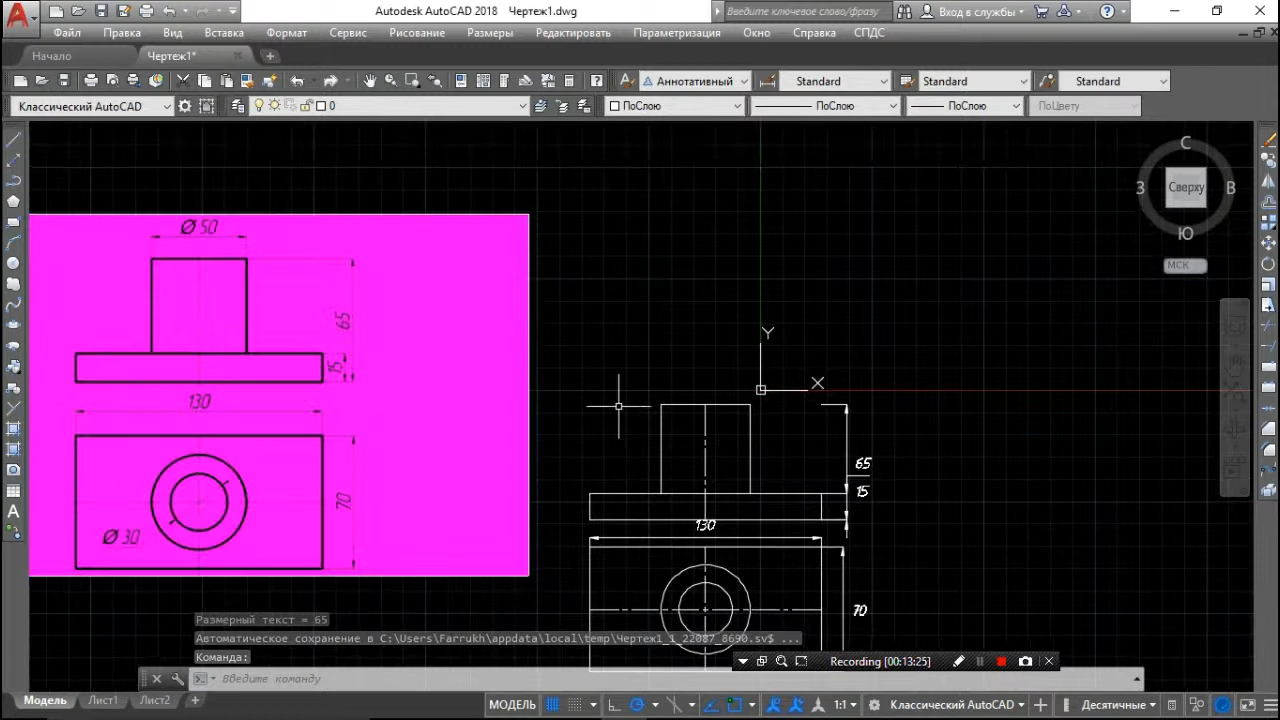 Autodesk AutoCAD 2018 Чертеж1.dwg
Введите ключевое слово/фразу
Вход в службы
Файл Правка Вид Вставка Формат Сервис Рисование Размеры Редактировать Параметризация Окно Справка СПДС
Начало Чертеж1*
Аннотативный Standard Standard Standard
Классический AutoCAD 0 ПоСлою ПоСлою ПоСлою ПоЦвету
С
З Сверху В
Ю
МСК
Ø 50
65
15
130
70
Ø 30
Y
X
65
15
130
70
Размерный текст = 65
Автоматическое сохранение в C:\Users\Farrukh\appdata\local\temp\Чертеж1_1_22087_8690.sv$ ...
Команда:
Recording [00:13:25]
Введите команду
Модель Лист1 Лист2
МОДЕЛЬ 1:1 Классический AutoCAD Десятичные